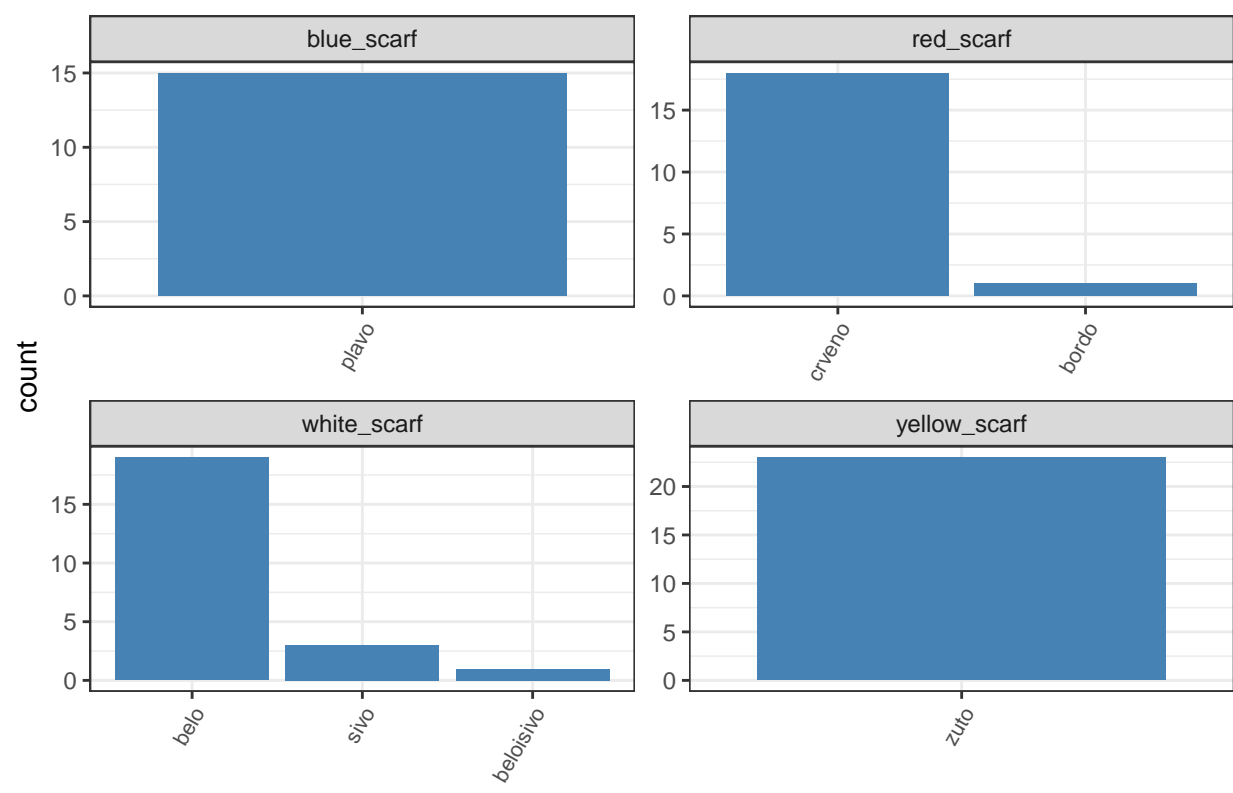 blue_scarf
red_scarf
15
10
5
0
15
10
5
0
plavo
crveno
bordo
count
white_scarf
yellow_scarf
15
10
5
0
20
15
10
5
0
belo
sivo
beloisivo
zuto